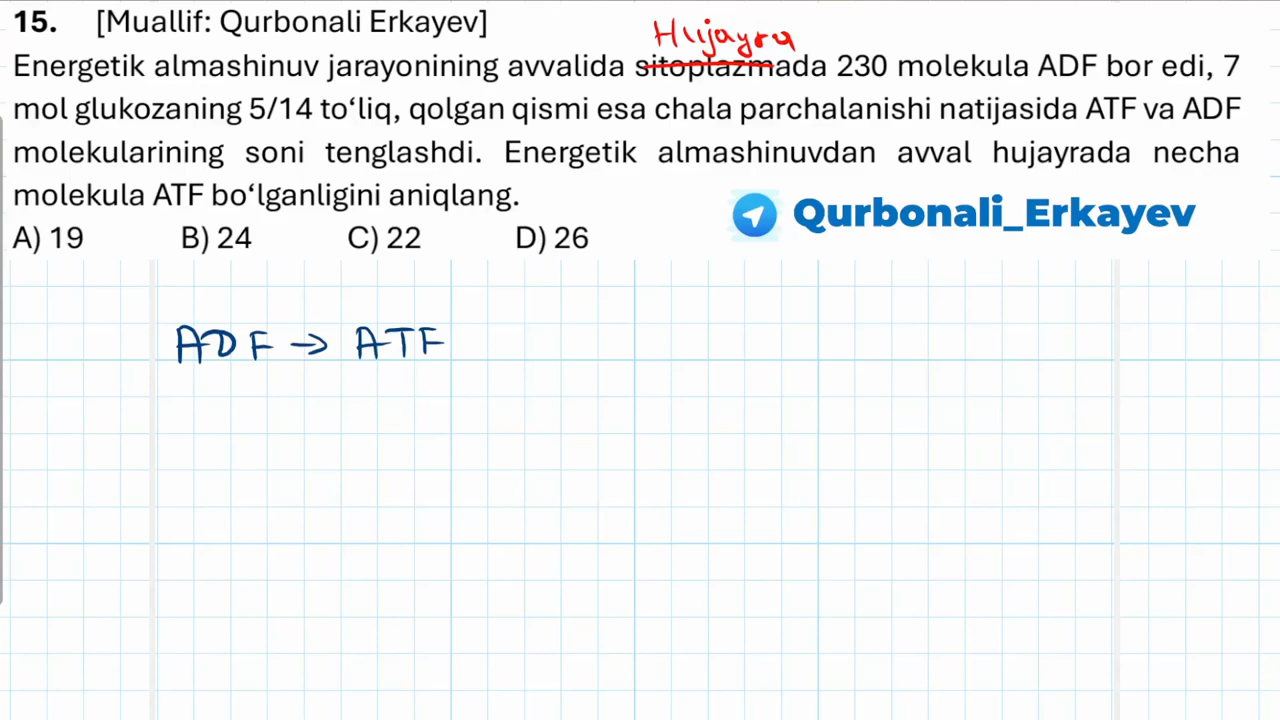 15. [Muallif: Qurbonali Erkayev]
Hujayra
Energetik almashinuv jarayonining avvalida sitoplazmada 230 molekula ADF bor edi, 7
mol glukozaning 5/14 to‘liq, qolgan qismi esa chala parchalanishi natijasida ATF va ADF
molekularining soni tenglashdi. Energetik almashinuvdan avval hujayrada necha
molekula ATF bo‘lganligini aniqlang.
Qurbonali_Erkayev
A) 19 B) 24 C) 22 D) 26
ADF → ATF